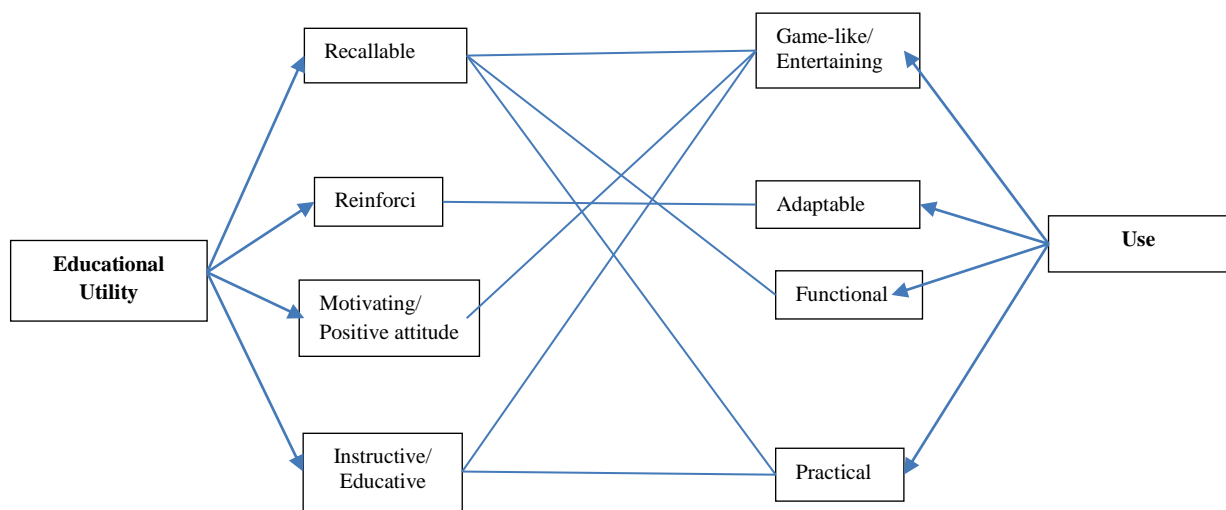 Recallable
Game-like/
Entertaining
Reinforci
Adaptable
Use
Educational
Utility
Motivating/
Positive attitude
Functional
Instructive/
Educative
Practical